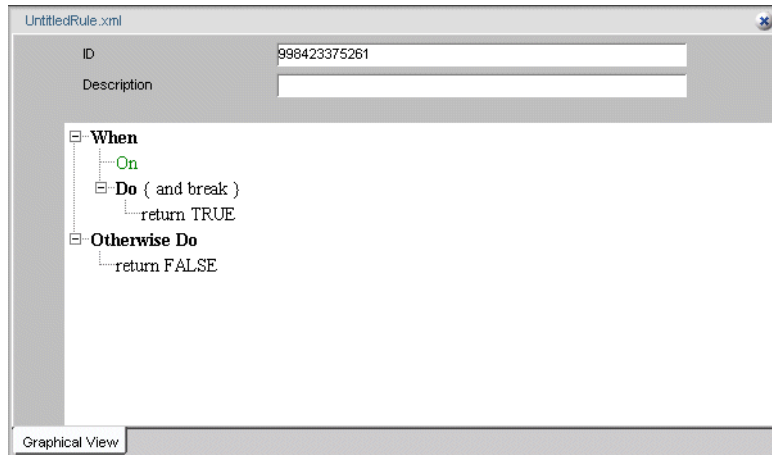 UntitledRule.xml
ID 998423375261
Description
When
On
Do { and break }
return TRUE
Otherwise Do
return FALSE
Graphical View